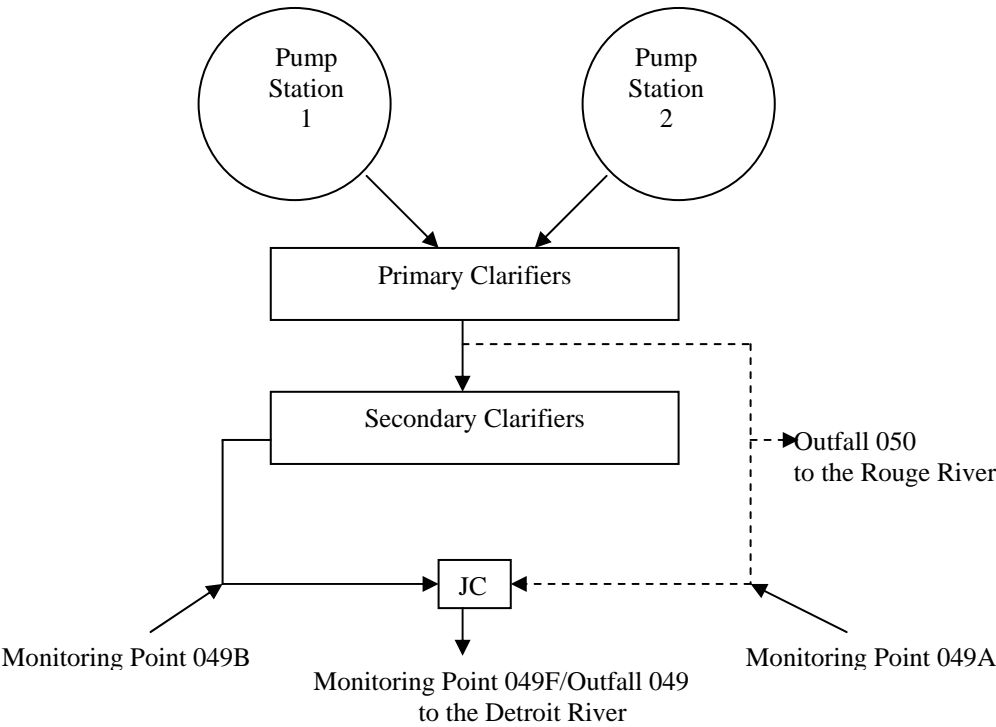 Pump
Station
1
Pump
Station
2
Primary Clarifiers
Secondary Clarifiers
Outfall 050
to the Rouge River
JC
Monitoring Point 049B
Monitoring Point 049A
Monitoring Point 049F/Outfall 049
to the Detroit River